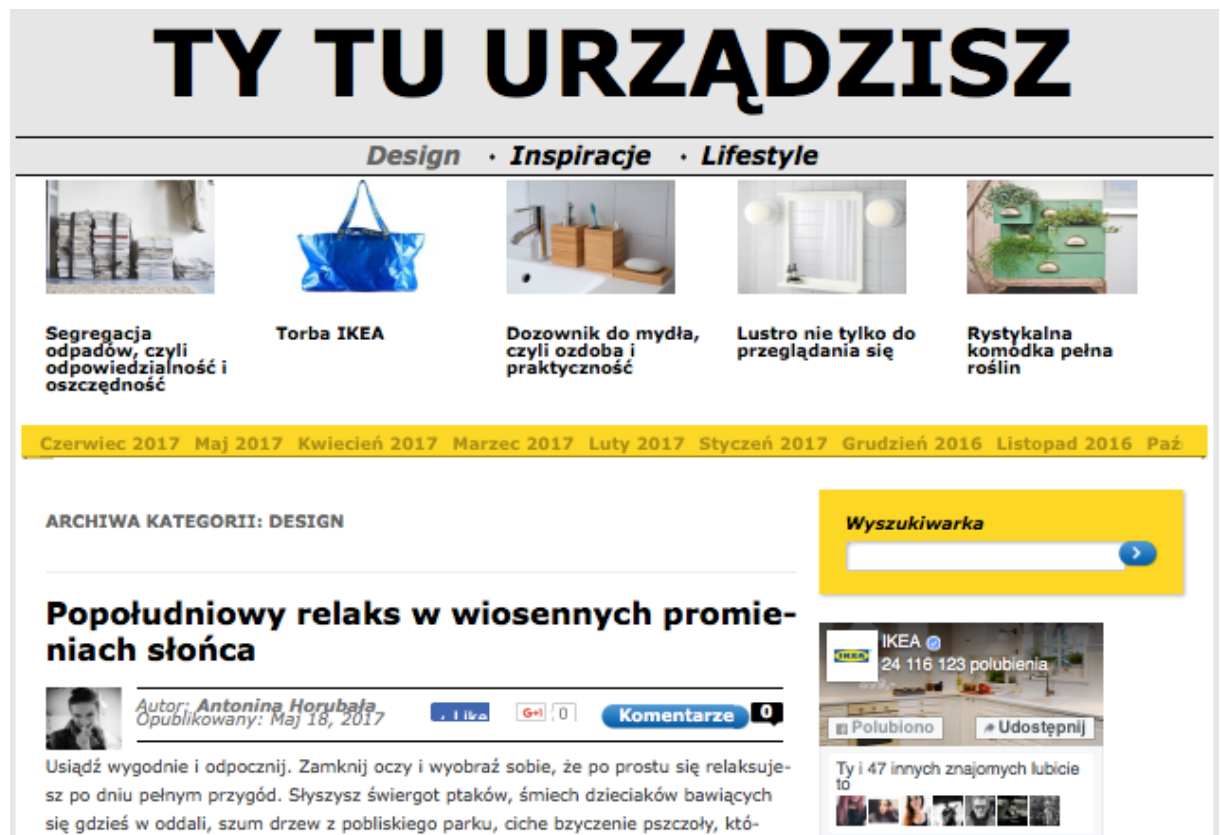 TY TU URZĄDZISZ
Design • Inspiracje • Lifestyle
Segregacja
odpadów, czyli
odpowiedzialność i
oszczędność
Torba IKEA
Dozownik do mydła,
czyli ozdoba i
praktyczność
Lustro nie tylko do
przeglądania się
Rystykalna
komódka pełna
roślin
Czerwiec 2017 Maj 2017 Kwiecień 2017 Marzec 2017 Luty 2017 Styczeń 2017 Grudzień 2016 Listopad 2016 Paź
ARCHIWA KATEGORII: DESIGN
Popołudniowy relaks w wiosennych promie-
niach słońca
Autor: Antonina Horubała
Opublikowany: Maj 18, 2017
Like
G+1 0
Komentarze 0
Usiądź wygodnie i odpocznij. Zamknij oczy i wyobraź sobie, że po prostu się relaksuje-
sz po dniu pełnym przygód. Słyszysz świergot ptaków, śmiech dzieciaków bawiących
się gdzieś w oddali, szum drzew z pobliskiego parku, ciche bzyczenie pszczoły, któ-
Wyszukiwarka
IKEA
IKEA
24 116 123 polubienia
899,-
Polubiono
Udostępnij
Ty i 47 innych znajomych lubicie
to